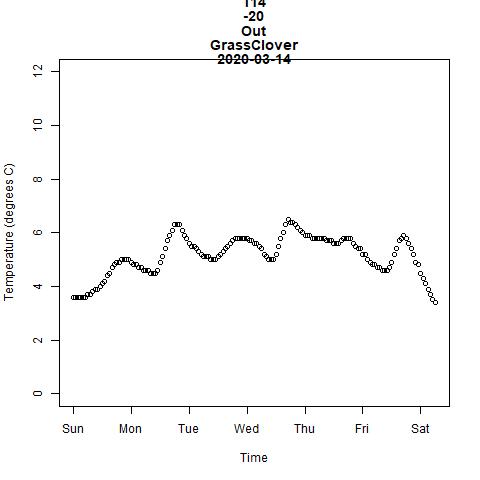 114
-20
Out
GrassClover
2020-03-14
12
10
8
6
4
2
0
Temperature (degrees C)
Sun Mon Tue Wed Thu Fri Sat
Time